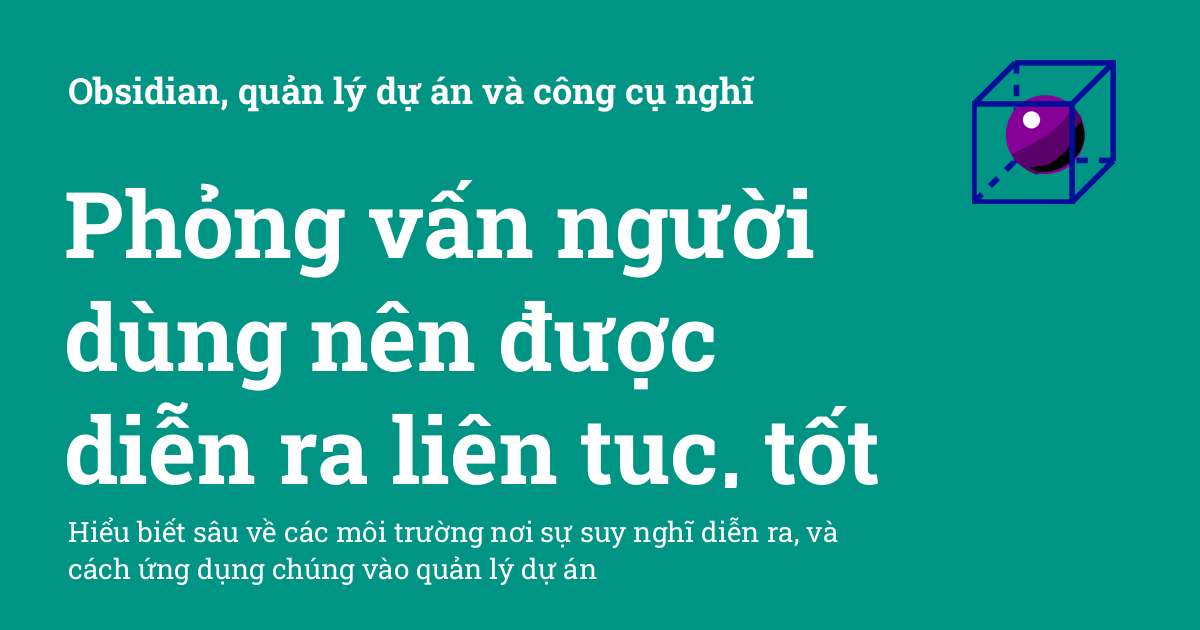 Obsidian, quản lý dự án và công cụ nghĩ
Phỏng vấn người
dùng nên được
diễn ra liên tuc. tốt
Hiểu biết sâu về các môi trường nơi sự suy nghĩ diễn ra, và
cách ứng dụng chúng vào quản lý dự án